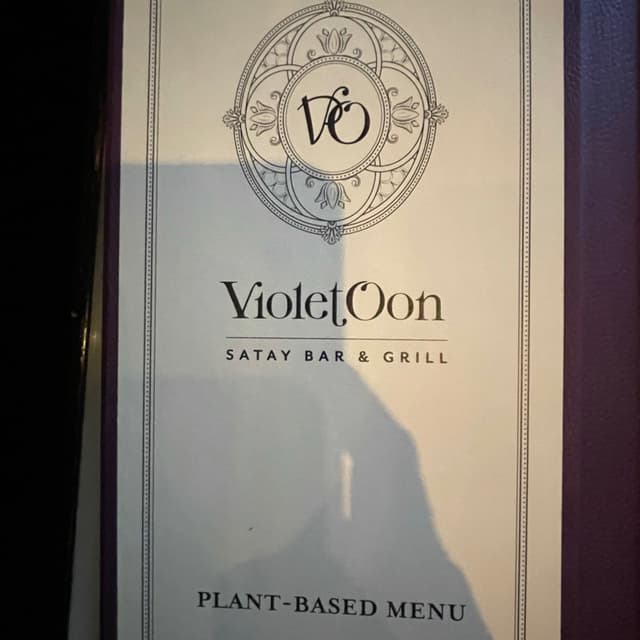 VO
VioletOon
SATAY BAR & GRILL
PLANT-BASED MENU